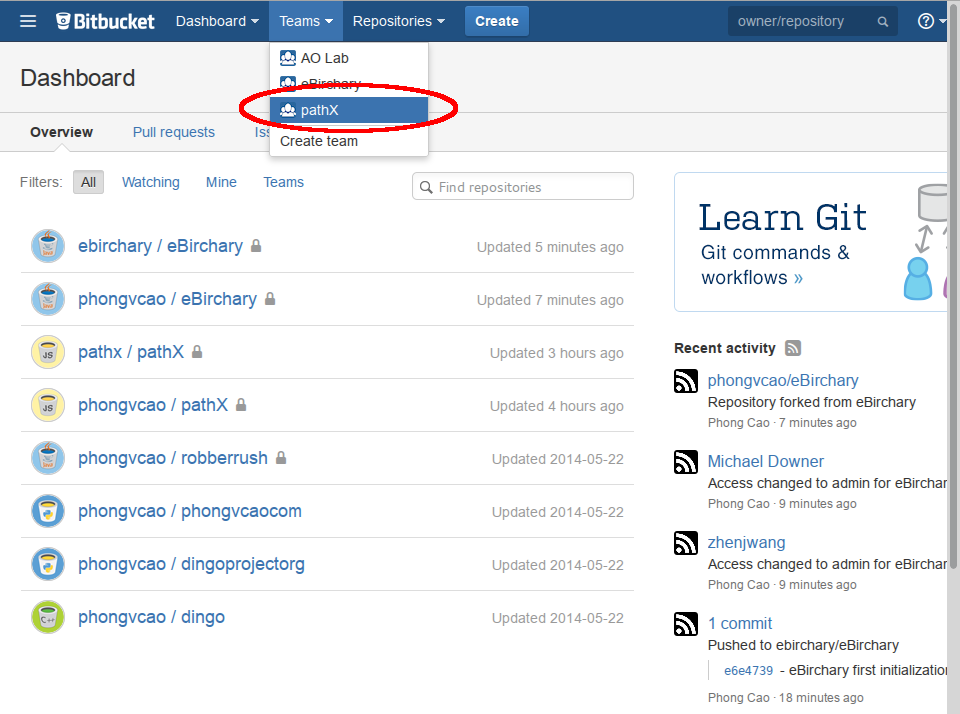 Bitbucket Dashboard Teams Repositories Create owner/repository ?
AO Lab
eBirchary
pathX
Create team
Dashboard
Overview Pull requests Iss
Filters: All Watching Mine Teams Find repositories
ebirchary / eBirchary Updated 5 minutes ago
phongvcao / eBirchary Updated 7 minutes ago
JS pathx / pathX Updated 3 hours ago
JS phongvcao / pathX Updated 4 hours ago
phongvcao / robberrush Updated 2014-05-22
phongvcao / phongvcaocom Updated 2014-05-22
phongvcao / dingoprojectorg Updated 2014-05-22
C++ phongvcao / dingo Updated 2014-05-22
Learn Git
Git commands &
workflows »
Recent activity
phongvcao/eBirchary
Repository forked from eBirchary
Phong Cao · 7 minutes ago
Michael Downer
Access changed to admin for eBirchar
Phong Cao · 9 minutes ago
zhenjwang
Access changed to admin for eBirchar
Phong Cao · 9 minutes ago
1 commit
Pushed to ebirchary/eBirchary
e6e4739 - eBirchary first initialization
Phong Cao · 18 minutes ago